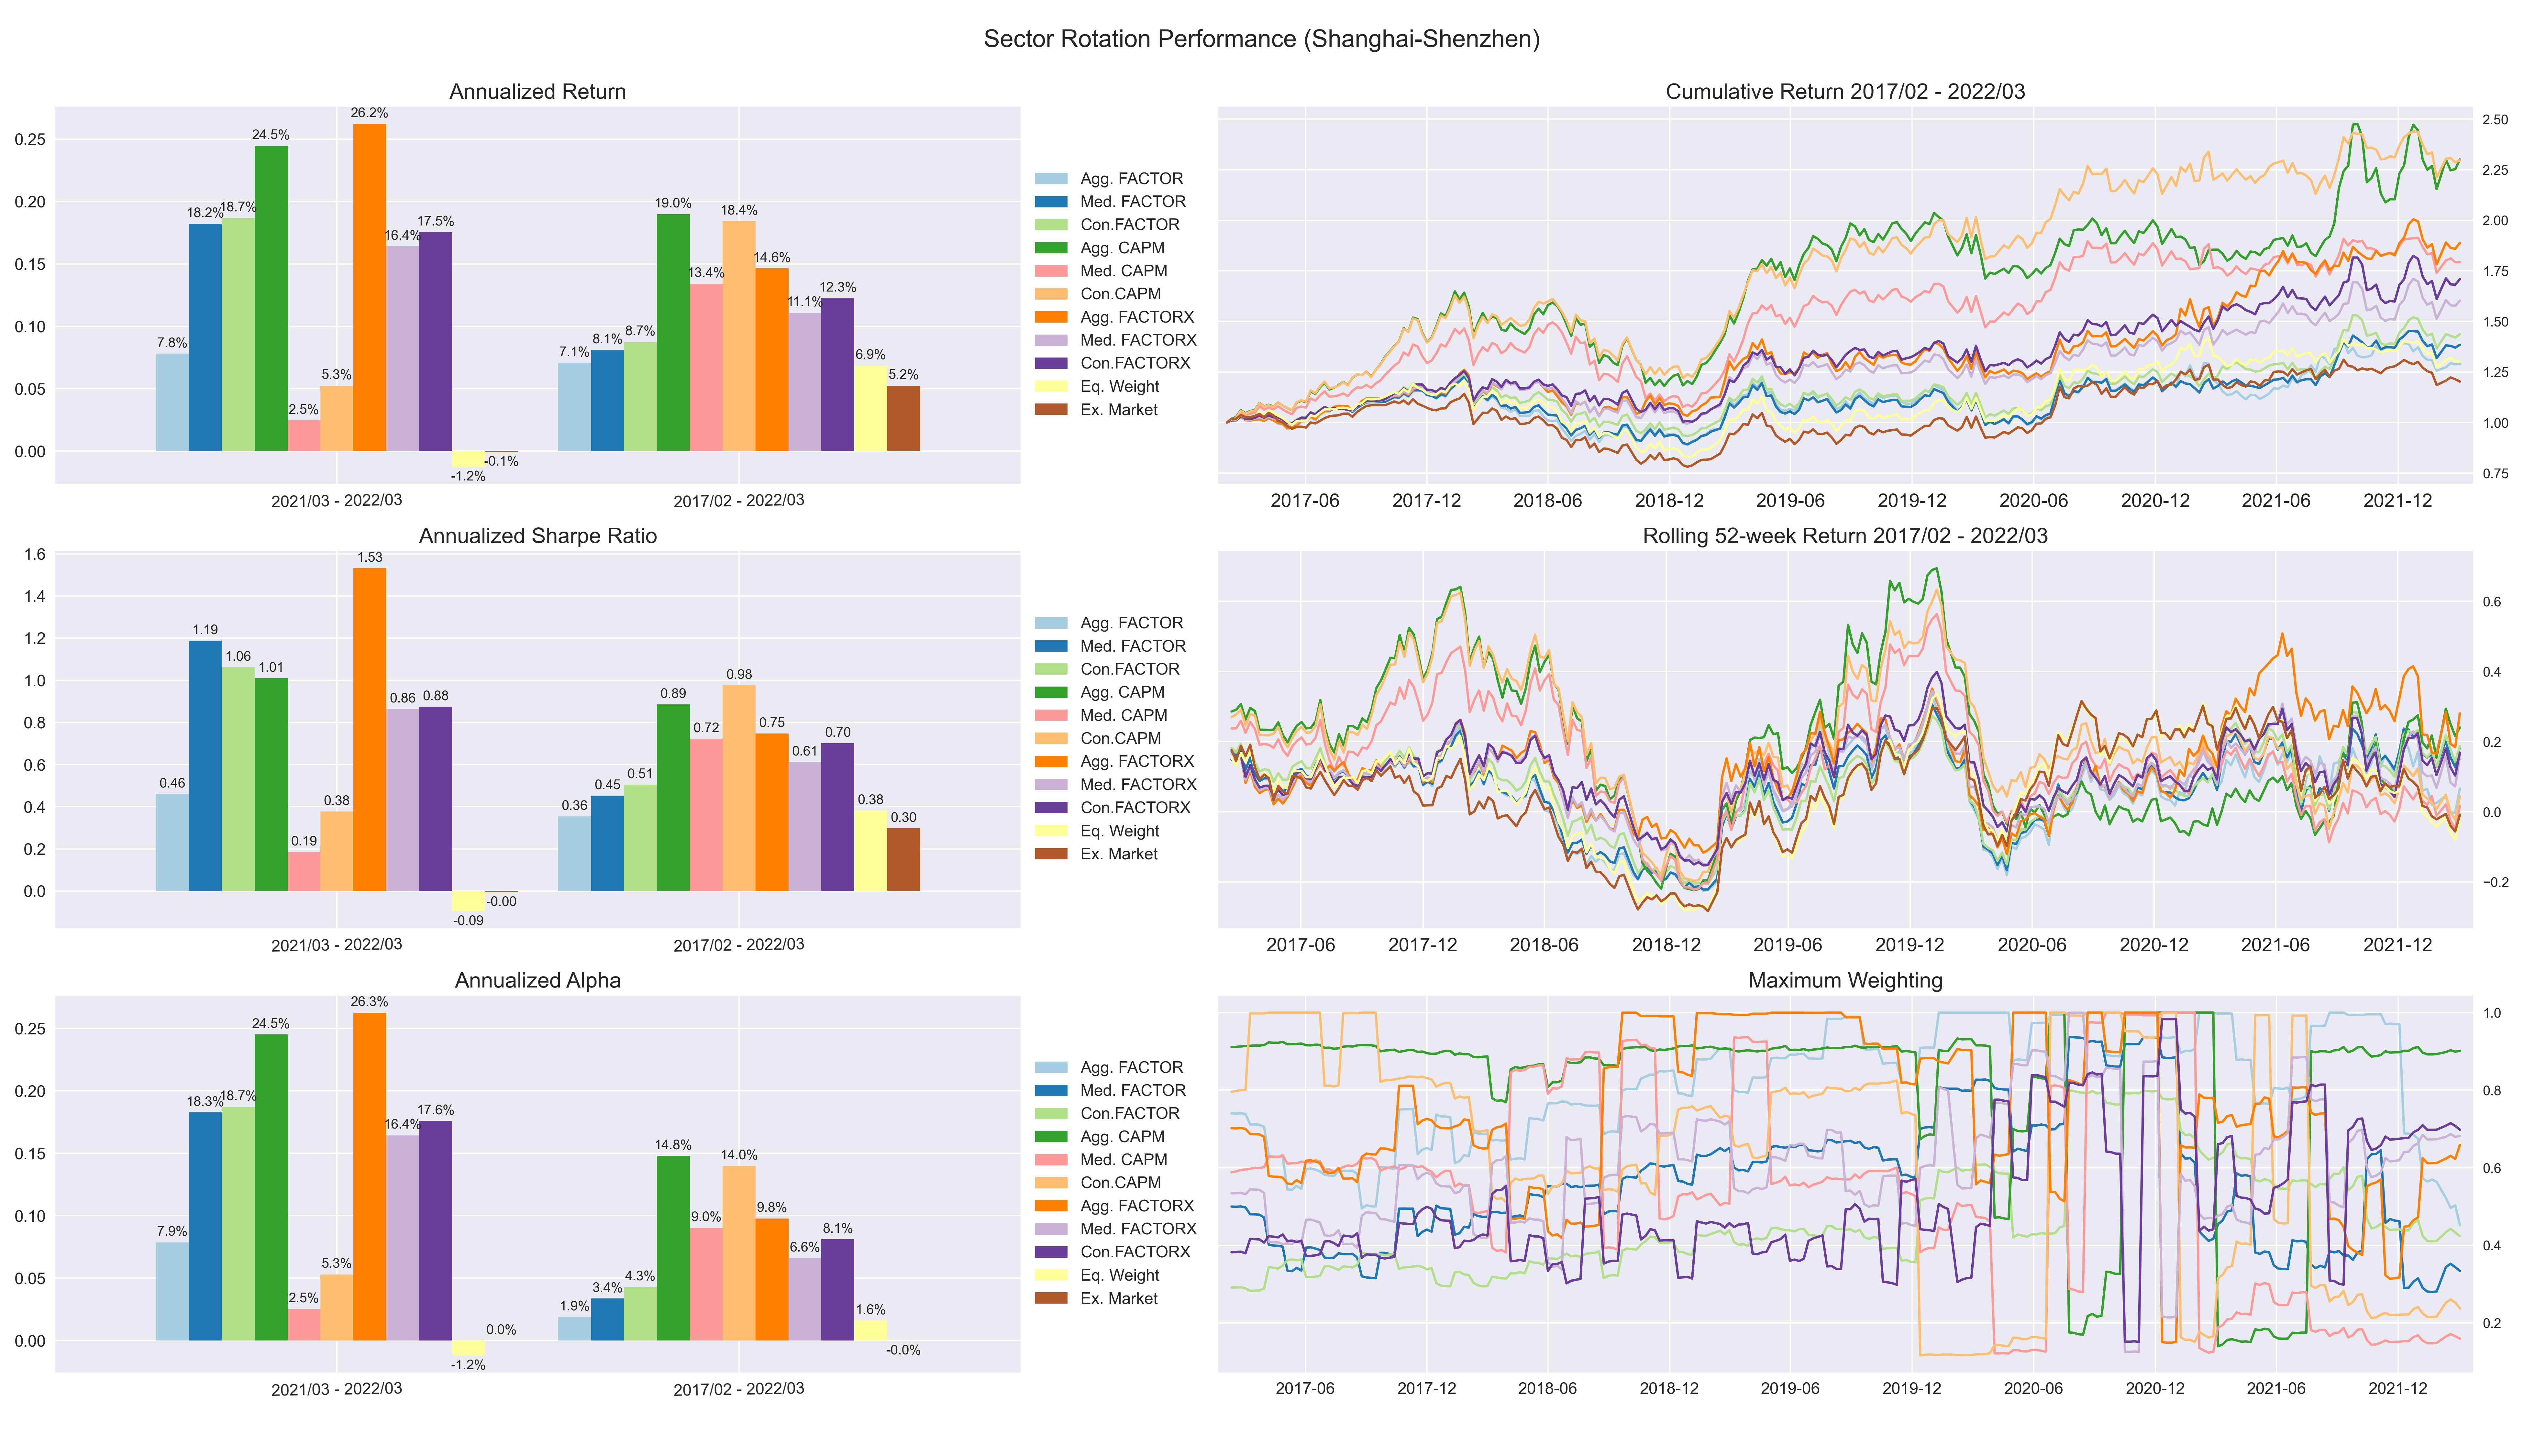 Sector Rotation Performance (Shanghai-Shenzhen)
Annualized Return
0.25
0.20
0.15
0.10
0.05
0.00
7.8%
18.2%
18.7%
24.5%
2.5%
5.3%
26.2%
16.4%
17.5%
-1.2%
-0.1%
7.1%
8.1%
8.7%
19.0%
13.4%
18.4%
14.6%
11.1%
12.3%
6.9%
5.2%
2021/03 - 2022/03
2017/02 - 2022/03
Agg. FACTOR
Med. FACTOR
Con.FACTOR
Agg. CAPM
Med. CAPM
Con.CAPM
Agg. FACTORX
Med. FACTORX
Con.FACTORX
Eq. Weight
Ex. Market
Cumulative Return 2017/02 - 2022/03
2.50
2.25
2.00
1.75
1.50
1.25
1.00
0.75
2017-06
2017-12
2018-06
2018-12
2019-06
2019-12
2020-06
2020-12
2021-06
2021-12
Annualized Sharpe Ratio
1.6
1.4
1.2
1.0
0.8
0.6
0.4
0.2
0.0
0.46
1.19
1.06
1.01
0.19
0.38
1.53
0.86
0.88
-0.09
-0.00
0.36
0.45
0.51
0.89
0.72
0.98
0.75
0.61
0.70
0.38
0.30
2021/03 - 2022/03
2017/02 - 2022/03
Agg. FACTOR
Med. FACTOR
Con.FACTOR
Agg. CAPM
Med. CAPM
Con.CAPM
Agg. FACTORX
Med. FACTORX
Con.FACTORX
Eq. Weight
Ex. Market
Rolling 52-week Return 2017/02 - 2022/03
0.6
0.4
0.2
0.0
−0.2
2017-06
2017-12
2018-06
2018-12
2019-06
2019-12
2020-06
2020-12
2021-06
2021-12
Annualized Alpha
0.25
0.20
0.15
0.10
0.05
0.00
7.9%
18.3%
18.7%
24.5%
2.5%
5.3%
26.3%
16.4%
17.6%
-1.2%
0.0%
1.9%
3.4%
4.3%
14.8%
9.0%
14.0%
9.8%
6.6%
8.1%
1.6%
-0.0%
2021/03 - 2022/03
2017/02 - 2022/03
Agg. FACTOR
Med. FACTOR
Con.FACTOR
Agg. CAPM
Med. CAPM
Con.CAPM
Agg. FACTORX
Med. FACTORX
Con.FACTORX
Eq. Weight
Ex. Market
Maximum Weighting
1.0
0.8
0.6
0.4
0.2
2017-06
2017-12
2018-06
2018-12
2019-06
2019-12
2020-06
2020-12
2021-06
2021-12